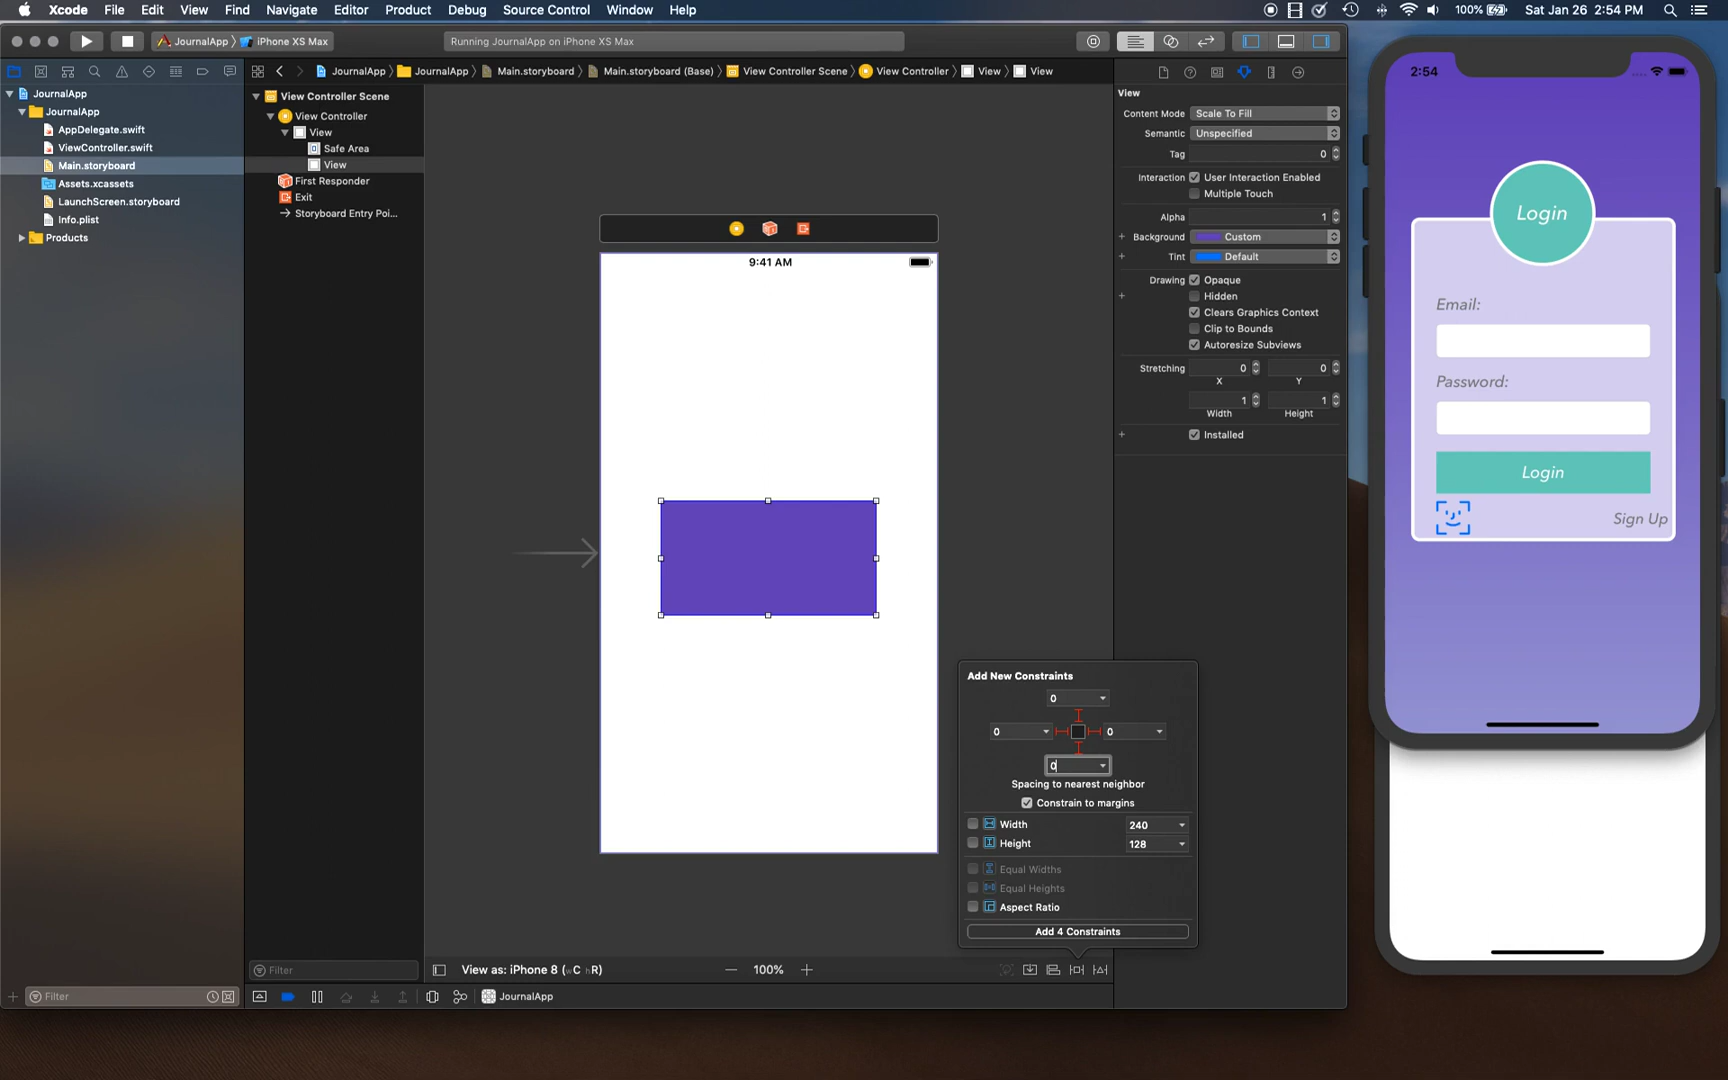 Xcode File Edit View Find Navigate Editor Product Debug Source Control Window Help 100% Sat Jan 26 2:54 PM
JournalApp iPhone XS Max Running JournalApp on iPhone XS Max
JournalApp JournalApp Main.storyboard Main.storyboard (Base) View Controller Scene View Controller View View
JournalApp
JournalApp
AppDelegate.swift
ViewController.swift
Main.storyboard
Assets.xcassets
LaunchScreen.storyboard
Info.plist
Products
Filter
View Controller Scene
View Controller
View
Safe Area
View
First Responder
Exit
Storyboard Entry Poi...
Filter
9:41 AM
View as: iPhone 8 (wC hR)
100%
JournalApp
Add New Constraints
0
0 0
0
Spacing to nearest neighbor
Constrain to margins
Width 240
Height 128
Equal Widths
Equal Heights
Aspect Ratio
Add 4 Constraints
View
Content Mode Scale To Fill
Semantic Unspecified
Tag 0
Interaction User Interaction Enabled
Multiple Touch
Alpha 1
+ Background Custom
+ Tint Default
Drawing Opaque
+ Hidden
Clears Graphics Context
Clip to Bounds
Autoresize Subviews
Stretching 0 0
X Y
1 1
Width Height
+ Installed
2:54
Login
Email:
Password:
Login
Sign Up